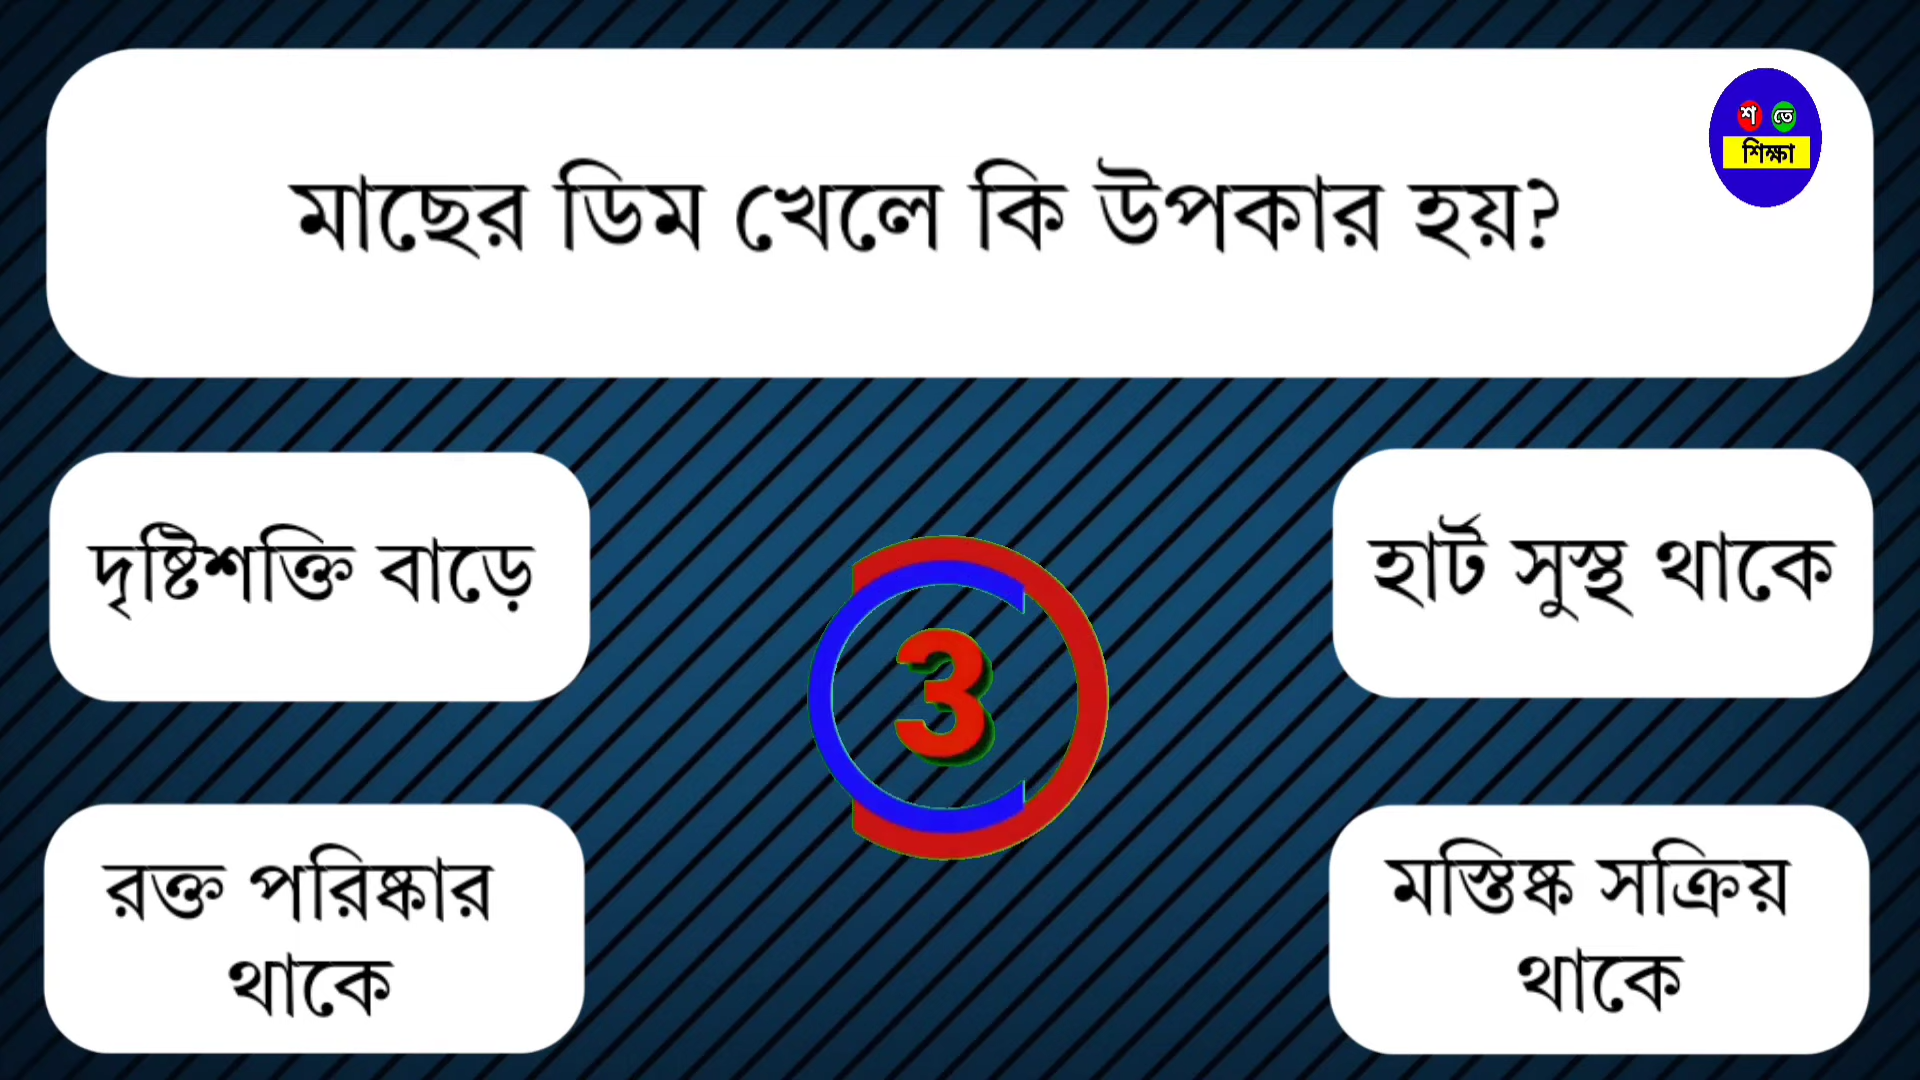 মাছের ডিম খেলে কি উপকার হয়?
শ তে
শিক্ষা
দৃষ্টিশক্তি বাড়ে
হার্ট সুস্থ থাকে
3
রক্ত পরিষ্কার
থাকে
মস্তিষ্ক সক্রিয়
থাকে